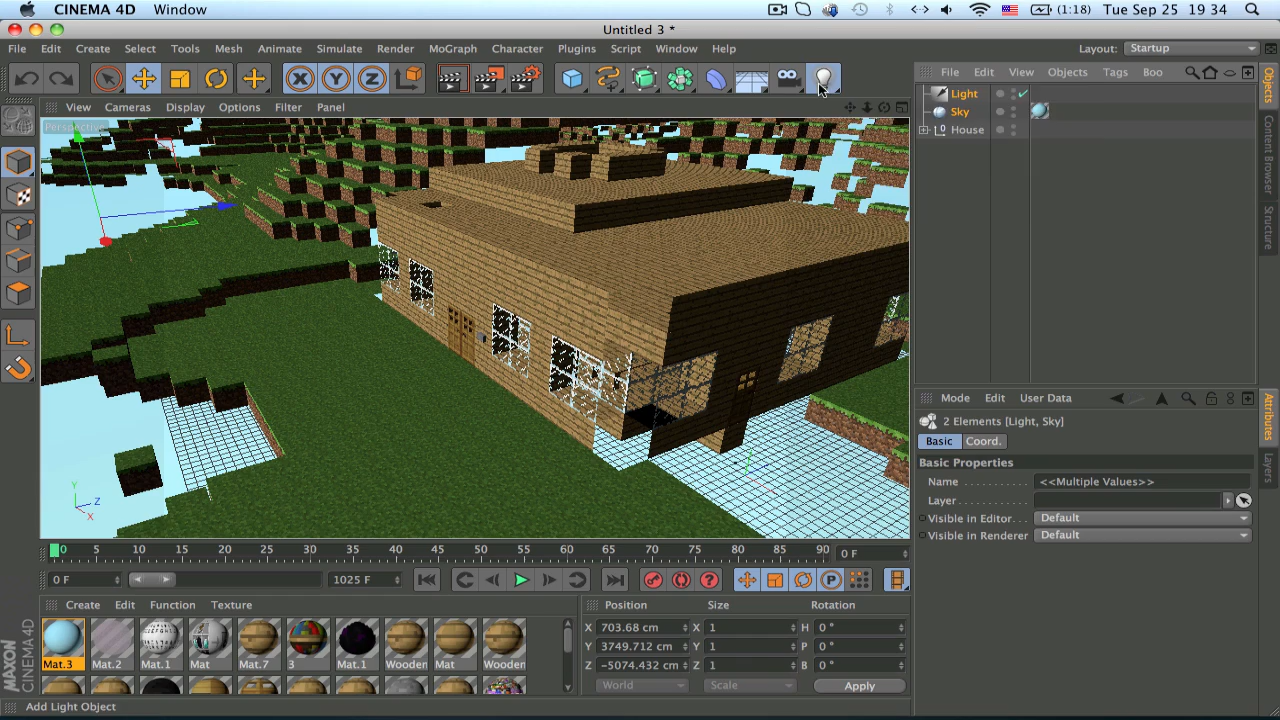 CINEMA 4D Window (1:18) Tue Sep 25 19 34
Untitled 3 *
File Edit Create Select Tools Mesh Animate Simulate Render MoGraph Character Plugins Script Window Help Layout: Startup
X Y Z
File Edit View Objects Tags Boo
View Cameras Display Options Filter Panel
Perspective
Light
Sky
House
Objects
Content Browser
Structure
Y Z X
Mode Edit User Data
2 Elements [Light, Sky]
Basic Coord.
Basic Properties
Name <<Multiple Values>>
Layer
Visible in Editor Default
Visible in Renderer Default
Attributes
Layers
0 5 10 15 20 25 30 35 40 45 50 55 60 65 70 75 80 85 90 0 F
0 F 1025 F P
Create Edit Function Texture
Mat.3 Mat.2 Mat.1 Mat Mat.7 3 Mat.1 Wooden Mat Wooden
Position Size Rotation
X 703.68 cm X 1 H 0 °
Y 3749.712 cm Y 1 P 0 °
Z -5074.432 cm Z 1 B 0 °
World Scale Apply
MAXON
CINEMA 4D
Add Light Object